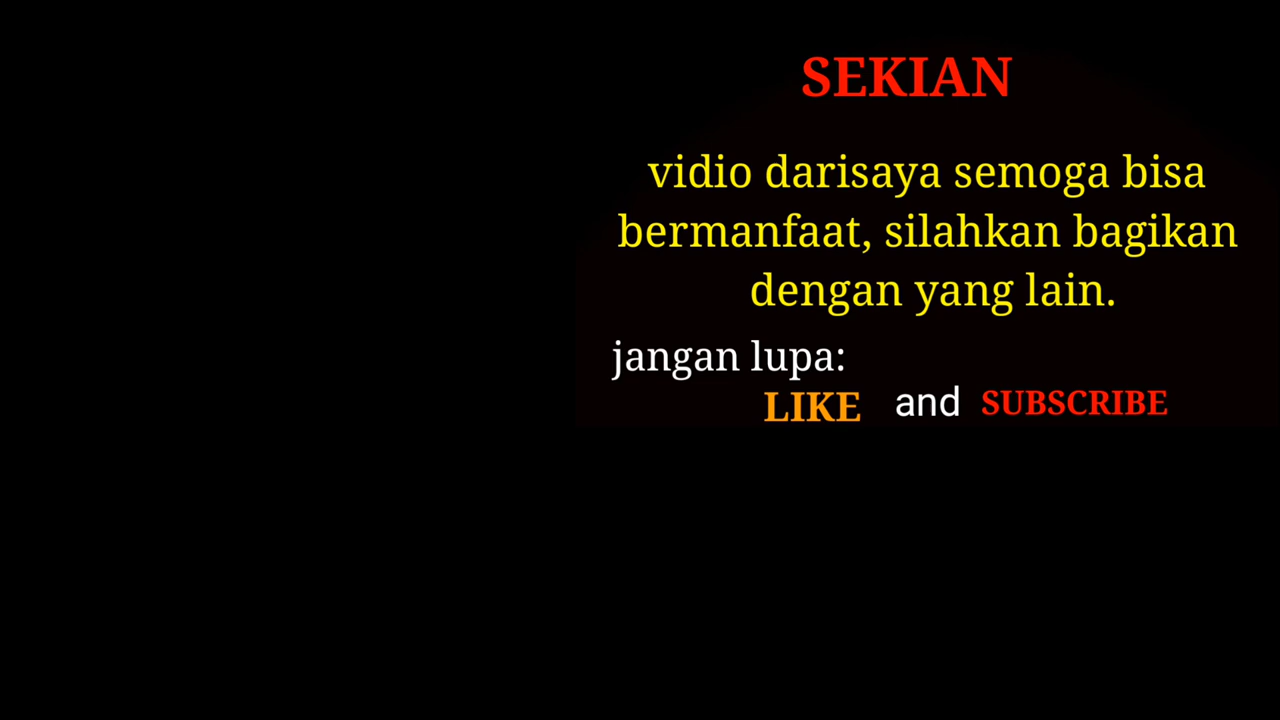 SEKIAN
vidio darisaya semoga bisa
bermanfaat, silahkan bagikan
dengan yang lain.
jangan lupa:
LIKE and SUBSCRIBE